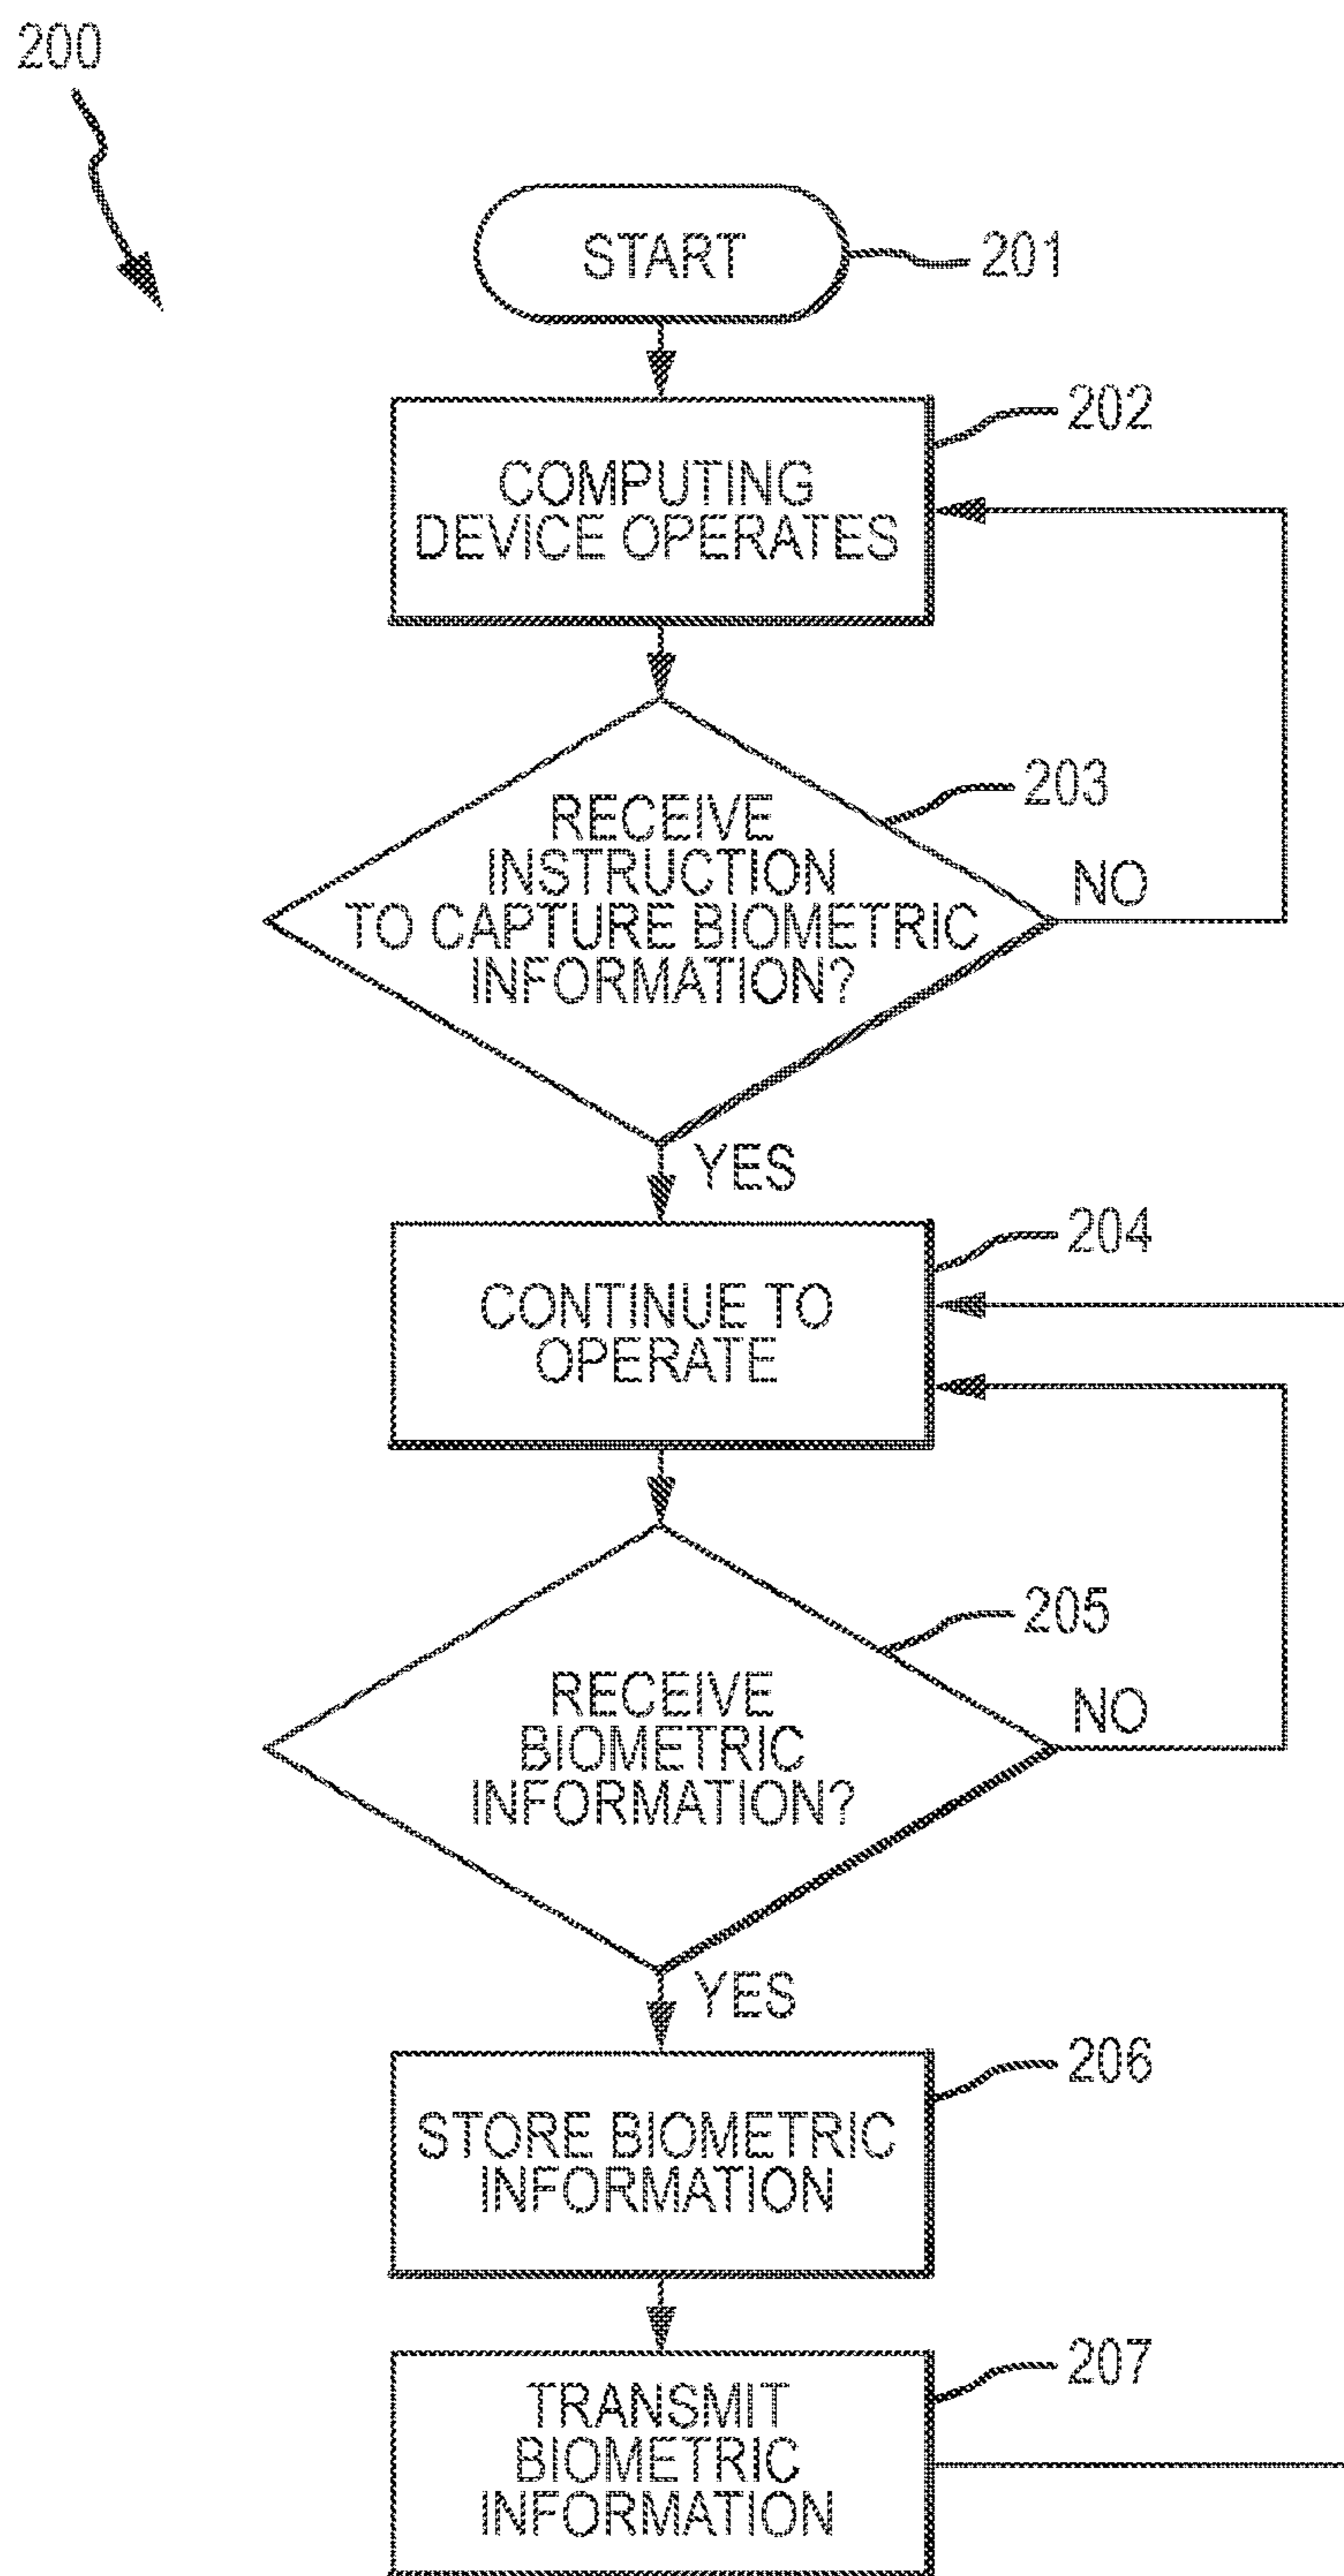 200
START
201
202
COMPUTING
DEVICE OPERATES
203
RECEIVE
INSTRUCTION
TO CAPTURE BIOMETRIC
INFORMATION?
NO
YES
204
CONTINUE TO
OPERATE
205
RECEIVE
BIOMETRIC
INFORMATION?
NO
YES
206
STORE BIOMETRIC
INFORMATION
207
TRANSMIT
BIOMETRIC
INFORMATION